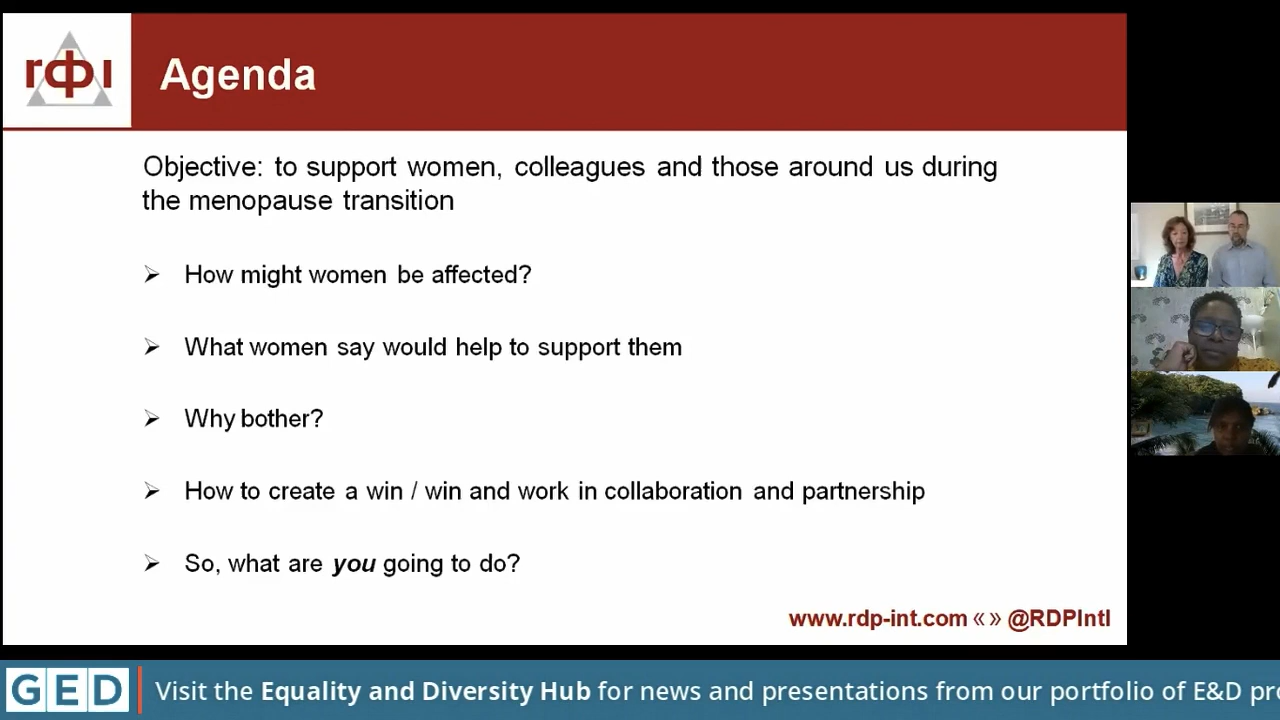 rфı
Agenda
Objective: to support women, colleagues and those around us during
the menopause transition
➢ How might women be affected?
➢ What women say would help to support them
➢ Why bother?
➢ How to create a win / win and work in collaboration and partnership
➢ So, what are you going to do?
www.rdp-int.com «» @RDPIntl
GED Visit the Equality and Diversity Hub for news and presentations from our portfolio of E&D pro